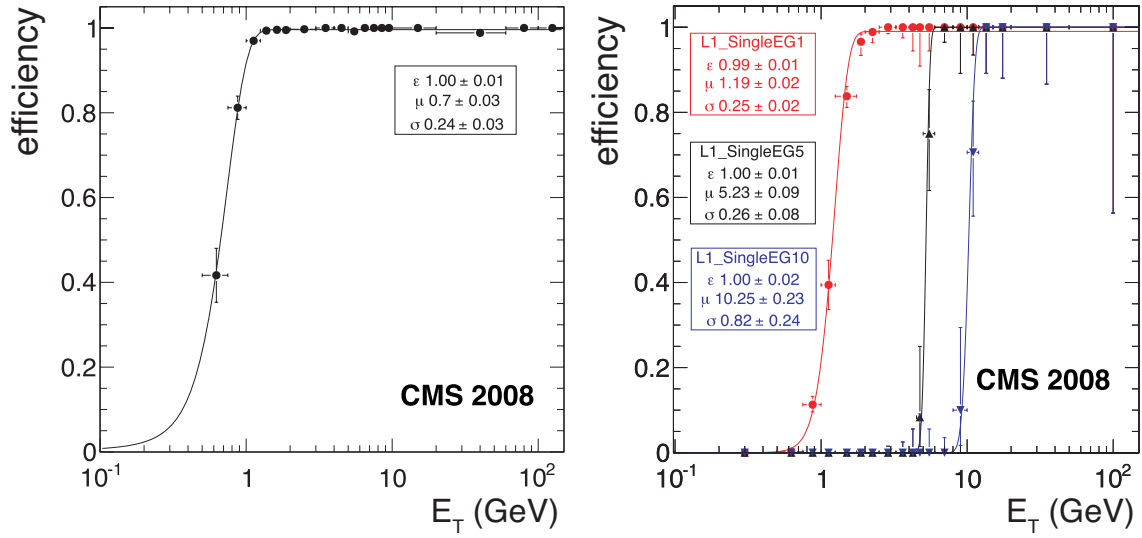 efficiency
1
0.8
0.6
0.4
0.2
0
ε 1.00 ± 0.01
μ 0.7 ± 0.03
σ 0.24 ± 0.03
CMS 2008
10⁻¹ 1 10 10²
E_T (GeV)
efficiency
1
0.8
0.6
0.4
0.2
0
L1_SingleEG1
ε 0.99 ± 0.01
μ 1.19 ± 0.02
σ 0.25 ± 0.02
L1_SingleEG5
ε 1.00 ± 0.01
μ 5.23 ± 0.09
σ 0.26 ± 0.08
L1_SingleEG10
ε 1.00 ± 0.02
μ 10.25 ± 0.23
σ 0.82 ± 0.24
CMS 2008
10⁻¹ 1 10 10²
E_T (GeV)